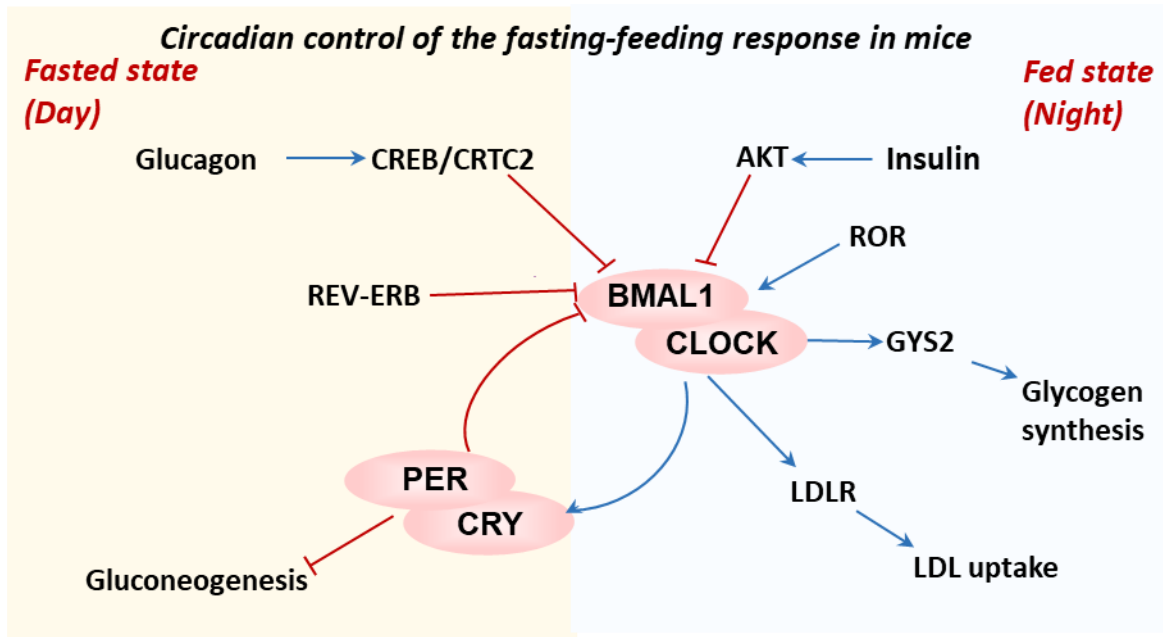 Circadian control of the fasting-feeding response in mice
Fasted state
(Day)
Fed state
(Night)
Glucagon
CREB/CRTC2
AKT
Insulin
ROR
REV-ERB
BMAL1
CLOCK
GYS2
Glycogen
synthesis
PER
CRY
LDLR
Gluconeogenesis
LDL uptake